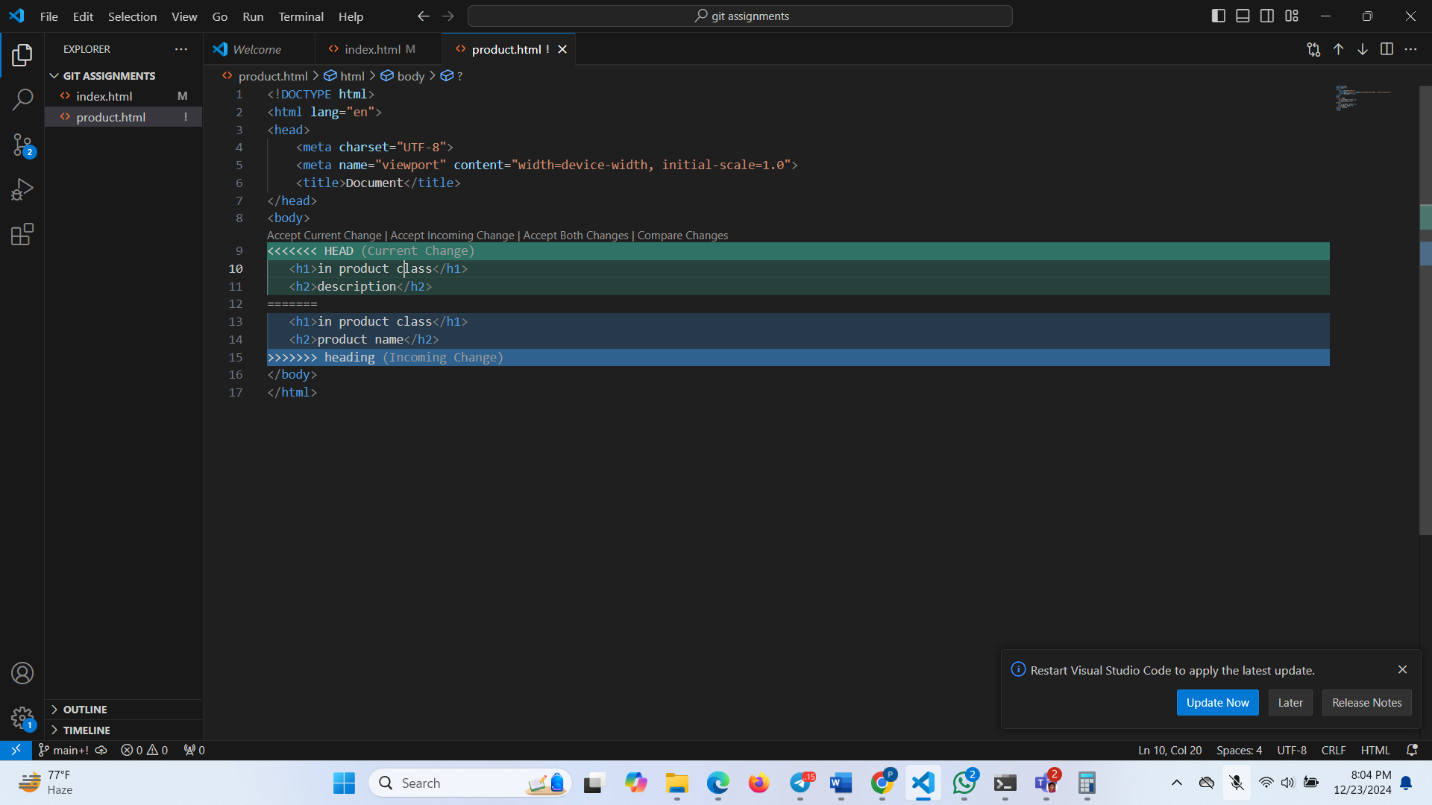 File Edit Selection View Go Run Terminal Help
git assignments
EXPLORER
Welcome
index.html M
product.html !
GIT ASSIGNMENTS
index.html M
product.html !
product.html > html > body > ?
1 <!DOCTYPE html>
2 <html lang="en">
3 <head>
4 <meta charset="UTF-8">
5 <meta name="viewport" content="width=device-width, initial-scale=1.0">
6 <title>Document</title>
7 </head>
8 <body>
Accept Current Change | Accept Incoming Change | Accept Both Changes | Compare Changes
9 <<<<<<< HEAD (Current Change)
10 <h1>in product class</h1>
11 <h2>description</h2>
12 =======
13 <h1>in product class</h1>
14 <h2>product name</h2>
15 >>>>>>> heading (Incoming Change)
16 </body>
17 </html>
2
1
Restart Visual Studio Code to apply the latest update.
Update Now Later Release Notes
OUTLINE
TIMELINE
main+! 0 0 0
Ln 10, Col 20 Spaces: 4 UTF-8 CRLF HTML
77°F
Haze
Search
15
P
2
2
8:04 PM
12/23/2024